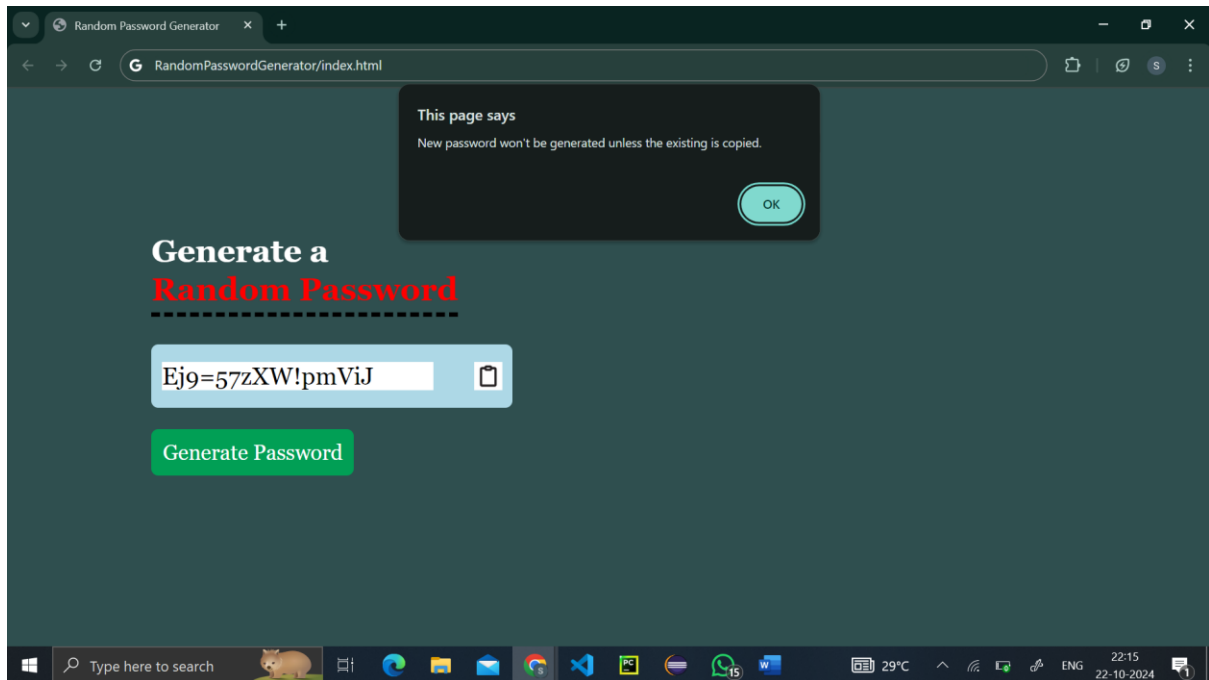 Random Password Generator
RandomPasswordGenerator/index.html
S
This page says
New password won't be generated unless the existing is copied.
OK
Generate a
Random Password
Ej9=57zXW!pmViJ
Generate Password
Type here to search
PC
15
W
29°C
ENG
22:15
22-10-2024
1